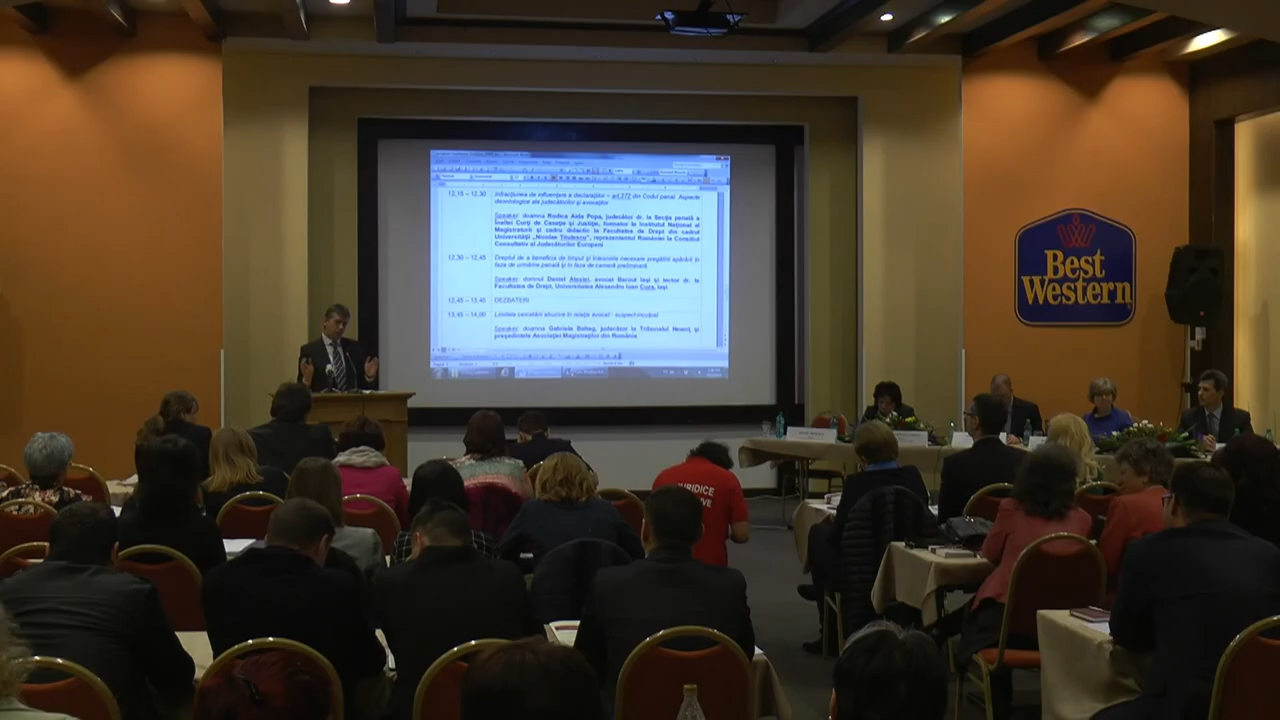 12,15 – 12,30 Infracţiunea de influenţare a declaraţiilor – art.272 din Codul penal. Aspecte
deontologice ale judecătorilor şi avocaţilor
Speaker: doamna Rodica Aida Popa, judecător dr. la Secţia penală a
Înaltei Curţi de Casaţie şi Justiţie, formator la Institutul Naţional al
Magistraturii şi cadru didactic la Facultatea de Drept din cadrul
Universităţii „Nicolae Titulescu”, reprezentantul României la Consiliul
Consultativ al Judecătorilor Europeni
12,30 – 12,45 Dreptul de a beneficia de timpul şi înlesnirile necesare pregătirii apărării în
faza de urmărire penală şi în faza de cameră preliminară
Speaker: domnul Daniel Atasiei, avocat Baroul Iaşi şi lector dr. la
Facultatea de Drept, Universitatea Alexandru Ioan Cuza, Iaşi
12,45 – 13,45 DEZBATERI
13,45 – 14,00 Limitele cercetării abuzive în relaţia avocat - suspect-inculpat
Speaker: doamna Gabriela Baltag, judecător la Tribunalul Neamţ şi
preşedintele Asociaţiei Magistraţilor din România
Best
Western
JURIDICE